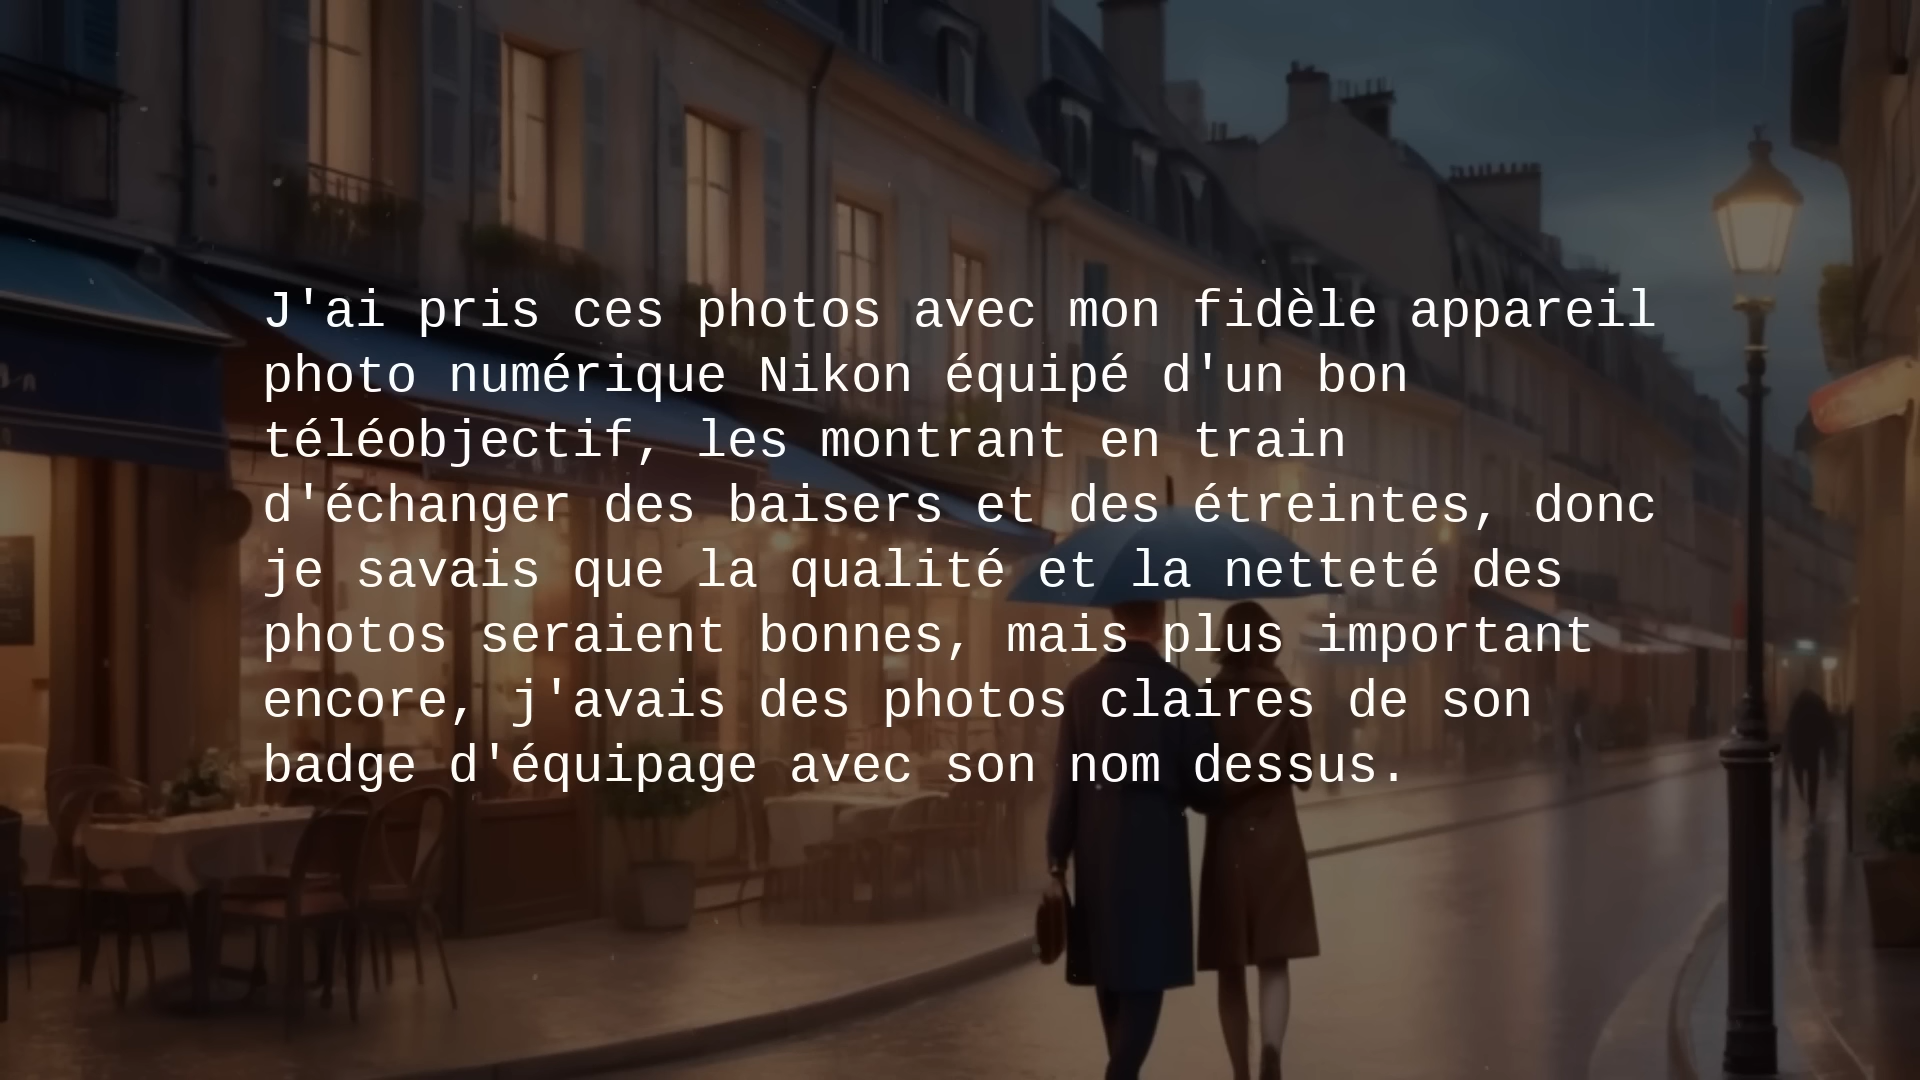 J'ai pris ces photos avec mon fidèle appareil
photo numérique Nikon équipé d'un bon
téléobjectif, les montrant en train
d'échanger des baisers et des étreintes, donc
je savais que la qualité et la netteté des
photos seraient bonnes, mais plus important
encore, j'avais des photos claires de son
badge d'équipage avec son nom dessus.